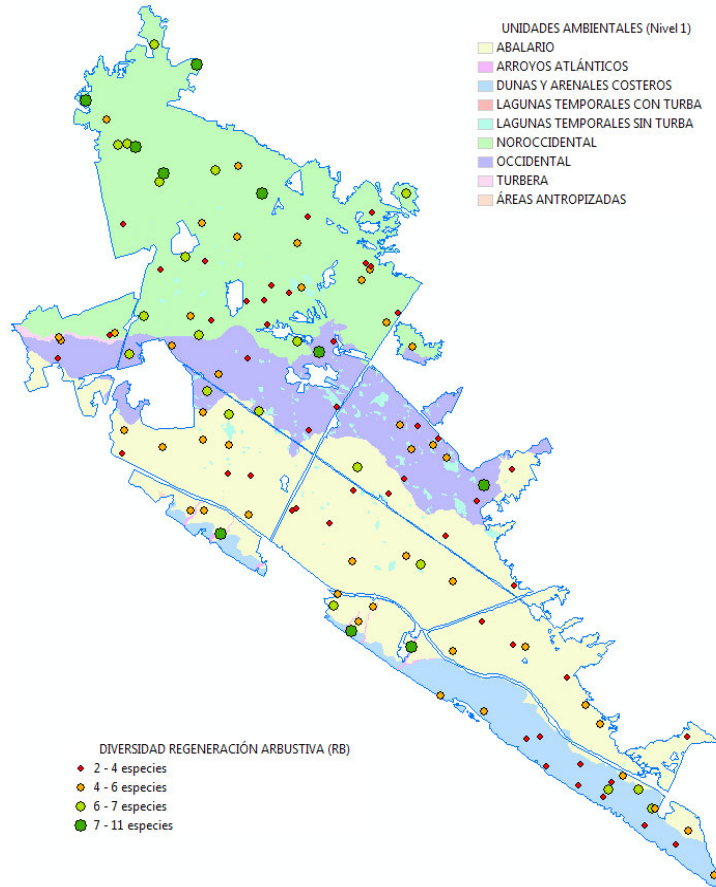 UNIDADES AMBIENTALES (Nivel 1)
ABALARIO
ARROYOS ATLÁNTICOS
DUNAS Y ARENALES COSTEROS
LAGUNAS TEMPORALES CON TURBA
LAGUNAS TEMPORALES SIN TURBA
NOROCCIDENTAL
OCCIDENTAL
TURBERA
ÁREAS ANTROPIZADAS
DIVERSIDAD REGENERACIÓN ARBUSTIVA (RB)
2 - 4 especies
4 - 6 especies
6 - 7 especies
7 - 11 especies